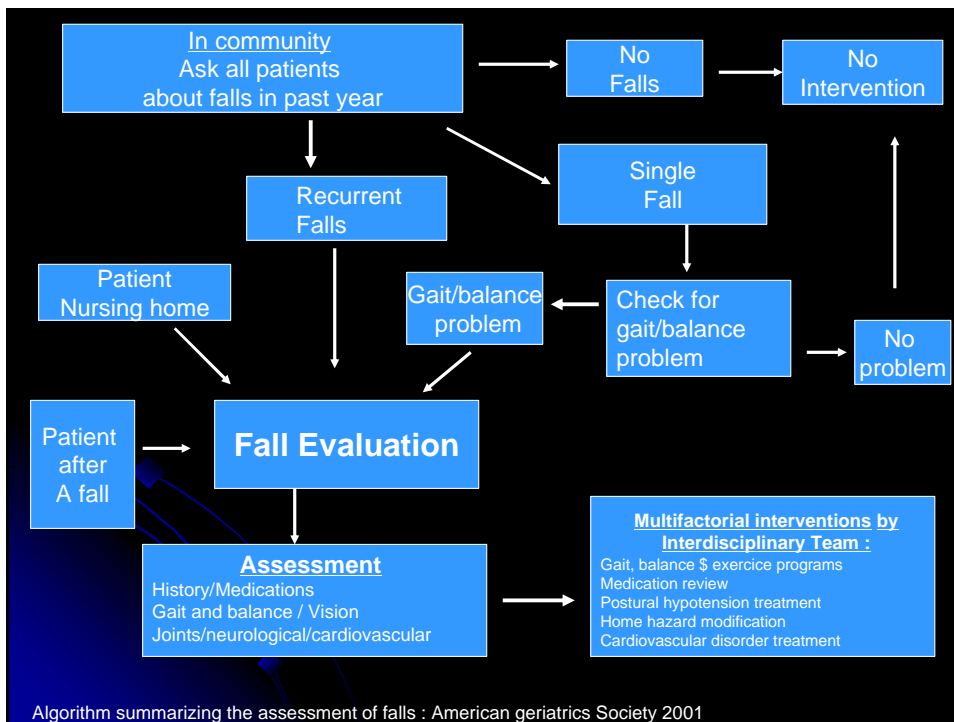 In community
Ask all patients
about falls in past year
No
Falls
No
Intervention
Recurrent
Falls
Single
Fall
Patient
Nursing home
Gait/balance
problem
Check for
gait/balance
problem
No
problem
Patient
after
A fall
Fall Evaluation
Assessment
History/Medications
Gait and balance / Vision
Joints/neurological/cardiovascular
Multifactorial interventions by
Interdisciplinary Team :
Gait, balance $ exercice programs
Medication review
Postural hypotension treatment
Home hazard modification
Cardiovascular disorder treatment
Algorithm summarizing the assessment of falls : American geriatrics Society 2001